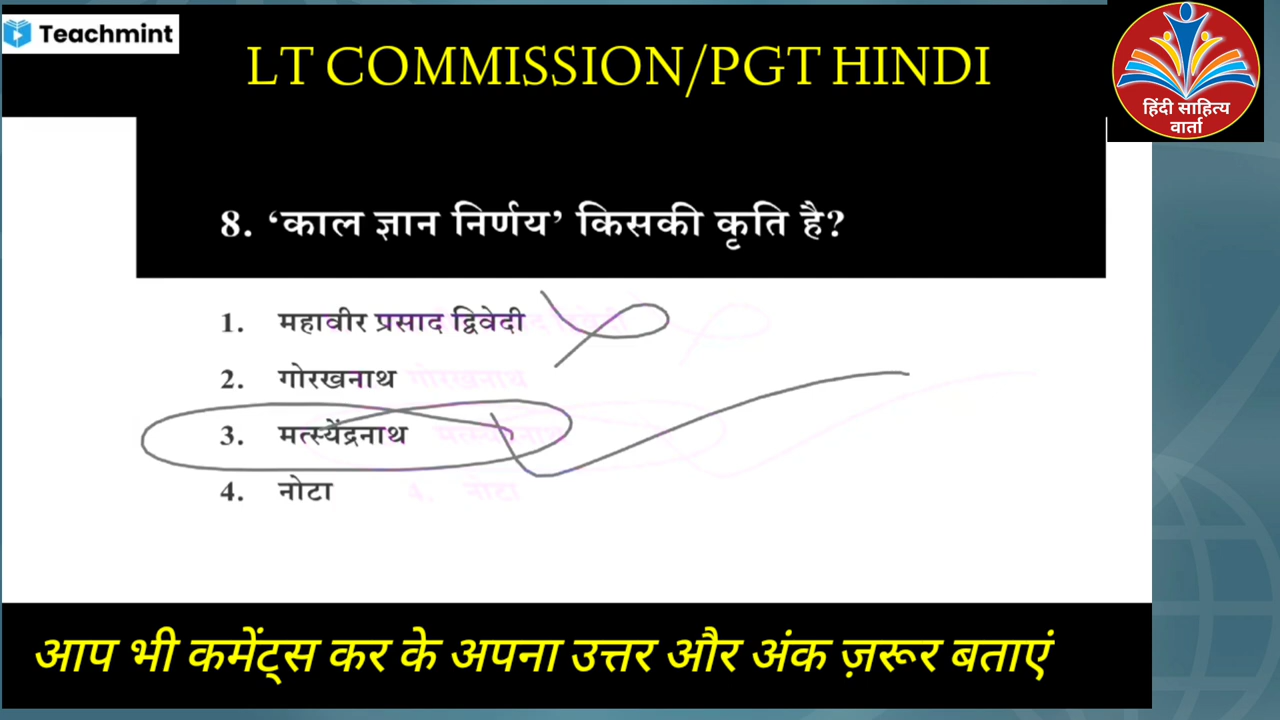 Teachmint
LT COMMISSION/PGT HINDI
हिंदी साहित्य
वार्ता
8. ‘काल ज्ञान निर्णय’ किसकी कृति है?
1. महावीर प्रसाद द्विवेदी
2. गोरखनाथ
3. मत्स्येंद्रनाथ
4. नोटा
आप भी कमेंट्स कर के अपना उत्तर और अंक ज़रूर बताएं